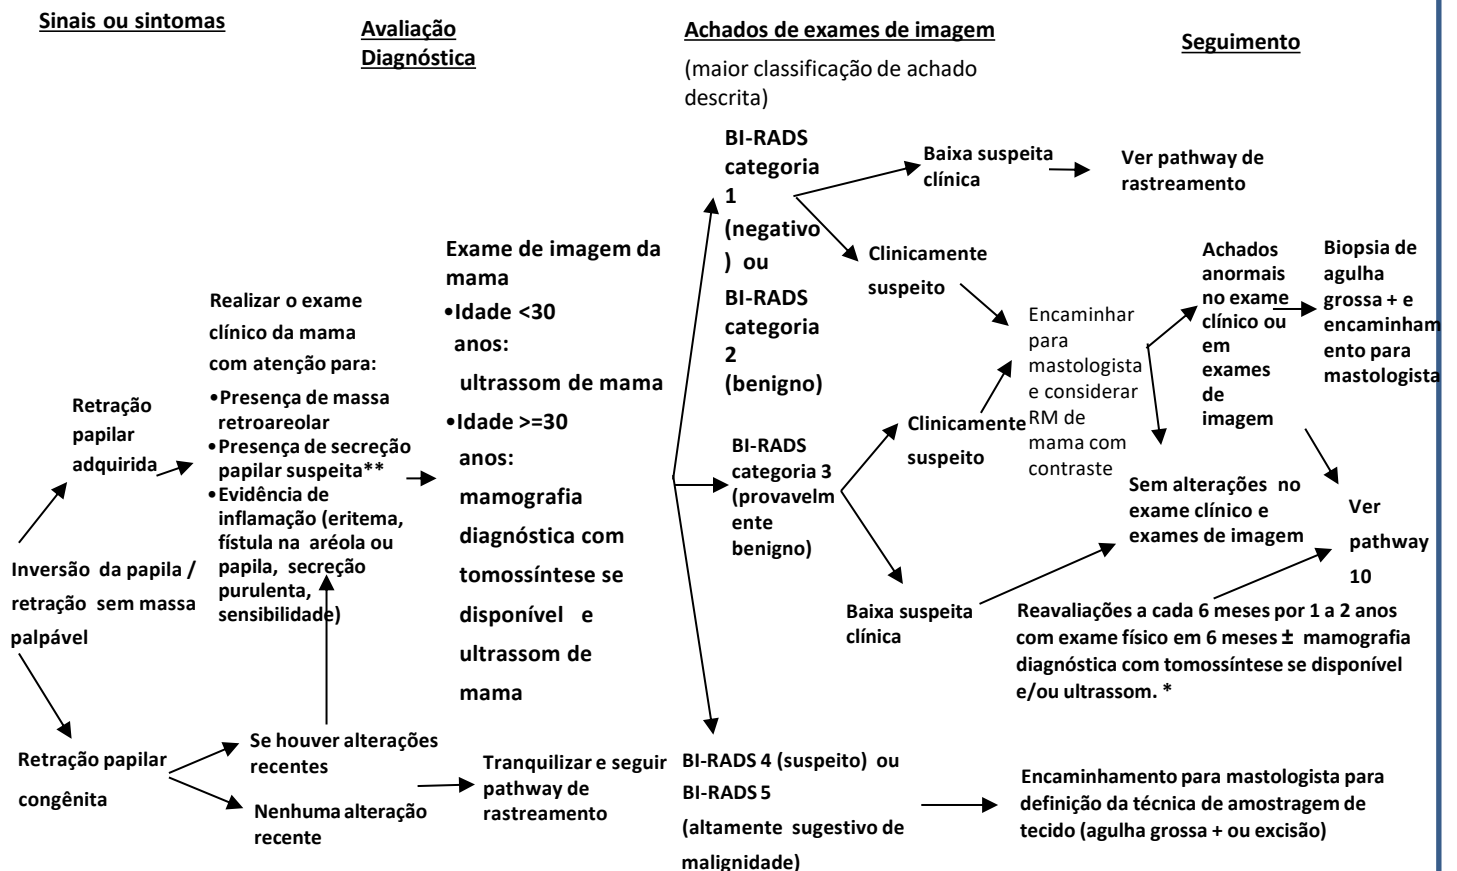 Sinais ou sintomas
Avaliação
Diagnóstica
Achados de exames de imagem
(maior classificação de achado
descrita)
Seguimento
Inversão da papila /
retração sem massa
palpável
Retração
papilar
adquirida
Retração papilar
congênita
Realizar o exame
clínico da mama
com atenção para:
•Presença de massa
retroareolar
•Presença de secreção
papilar suspeita**
•Evidência de
inflamação (eritema,
fístula na aréola ou
papila, secreção
purulenta,
sensibilidade)
Se houver alterações
recentes
Nenhuma alteração
recente
Tranquilizar e seguir
pathway de
rastreamento
Exame de imagem da
mama
•Idade <30
anos:
ultrassom de mama
•Idade >=30
anos:
mamografia
diagnóstica com
tomossíntese se
disponível e
ultrassom de
mama
BI-RADS
categoria
1
(negativo
) ou
BI-RADS
categoria
2
(benigno)
BI-RADS
categoria 3
(provavelm
ente
benigno)
BI-RADS 4 (suspeito) ou
BI-RADS 5
(altamente sugestivo de
malignidade)
Baixa suspeita
clínica
Ver pathway de
rastreamento
Clinicamente
suspeito
Clinicamente
suspeito
Baixa suspeita
clínica
Encaminhar
para
mastologista
e considerar
RM de
mama com
contraste
Achados
anormais
no exame
clínico ou
em
exames
de
imagem
Biopsia de
agulha
grossa + e
encaminham
ento para
mastologista
Sem alterações no
exame clínico e
exames de imagem
Ver
pathway
10
Reavaliações a cada 6 meses por 1 a 2 anos
com exame físico em 6 meses ± mamografia
diagnóstica com tomossíntese se disponível
e/ou ultrassom. *
Encaminhamento para mastologista para
definição da técnica de amostragem de
tecido (agulha grossa + ou excisão)